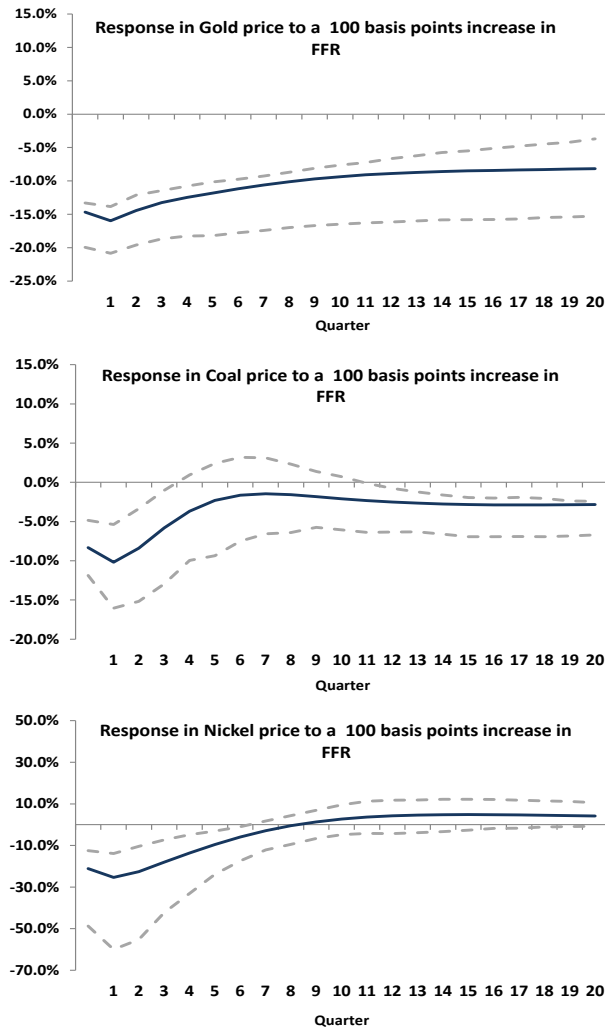 Response in Gold price to a  100 basis points increase in
FFR
15.0%
10.0%
5.0%
0.0%
-5.0%
-10.0%
-15.0%
-20.0%
-25.0%
1 2 3 4 5 6 7 8 9 10 11 12 13 14 15 16 17 18 19 20
Quarter
Response in Coal price to a  100 basis points increase in
FFR
15.0%
10.0%
5.0%
0.0%
-5.0%
-10.0%
-15.0%
-20.0%
1 2 3 4 5 6 7 8 9 10 11 12 13 14 15 16 17 18 19 20
Quarter
Response in Nickel price to a  100 basis points increase in
FFR
50.0%
30.0%
10.0%
-10.0%
-30.0%
-50.0%
-70.0%
1 2 3 4 5 6 7 8 9 10 11 12 13 14 15 16 17 18 19 20
Quarter